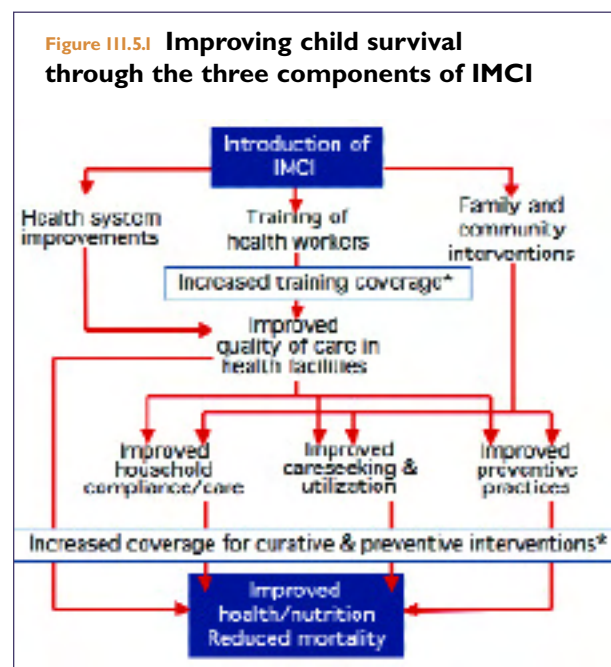 Figure III.5.1 Improving child survival
through the three components of IMCI
Introduction of
IMCI
Health system
improvements
Training of
health workers
Family and
community
interventions
Increased training coverage*
Improved
quality of care in
health facilities
Improved
household
compliance/care
Improved
careseeking &
utilization
Improved
preventive
practices
Increased coverage for curative & preventive interventions*
Improved
health/nutrition
Reduced mortality